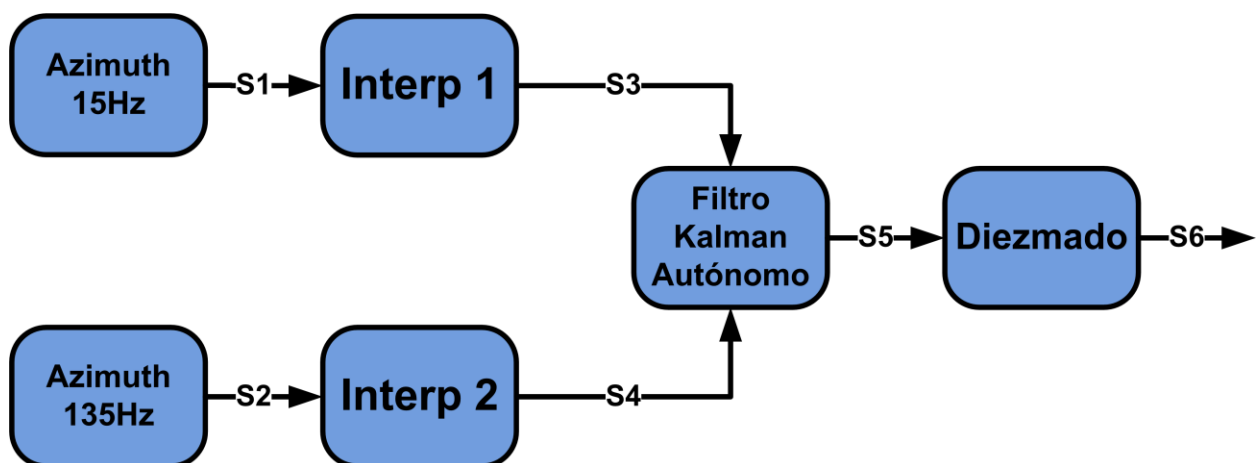 Azimuth
15Hz
S1
Interp 1
S3
Filtro
Kalman
Autónomo
S5
Diezmado
S6
Azimuth
135Hz
S2
Interp 2
S4